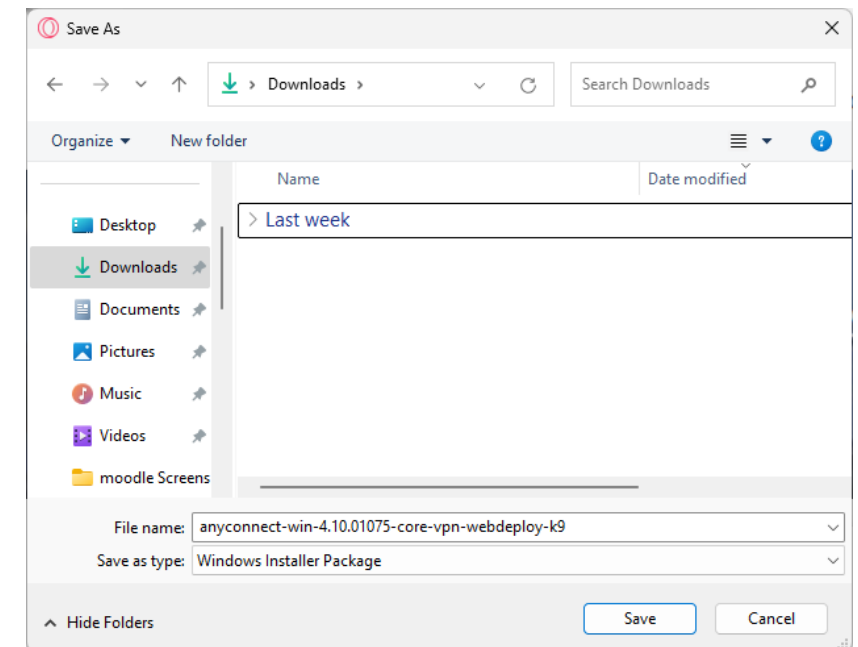 Save As
Downloads
Search Downloads
Organize
New folder
?
Name
Date modified
Desktop
Last week
Downloads
Documents
Pictures
Music
Videos
moodle Screens
File name: anyconnect-win-4.10.01075-core-vpn-webdeploy-k9
Save as type: Windows Installer Package
Hide Folders
Save
Cancel